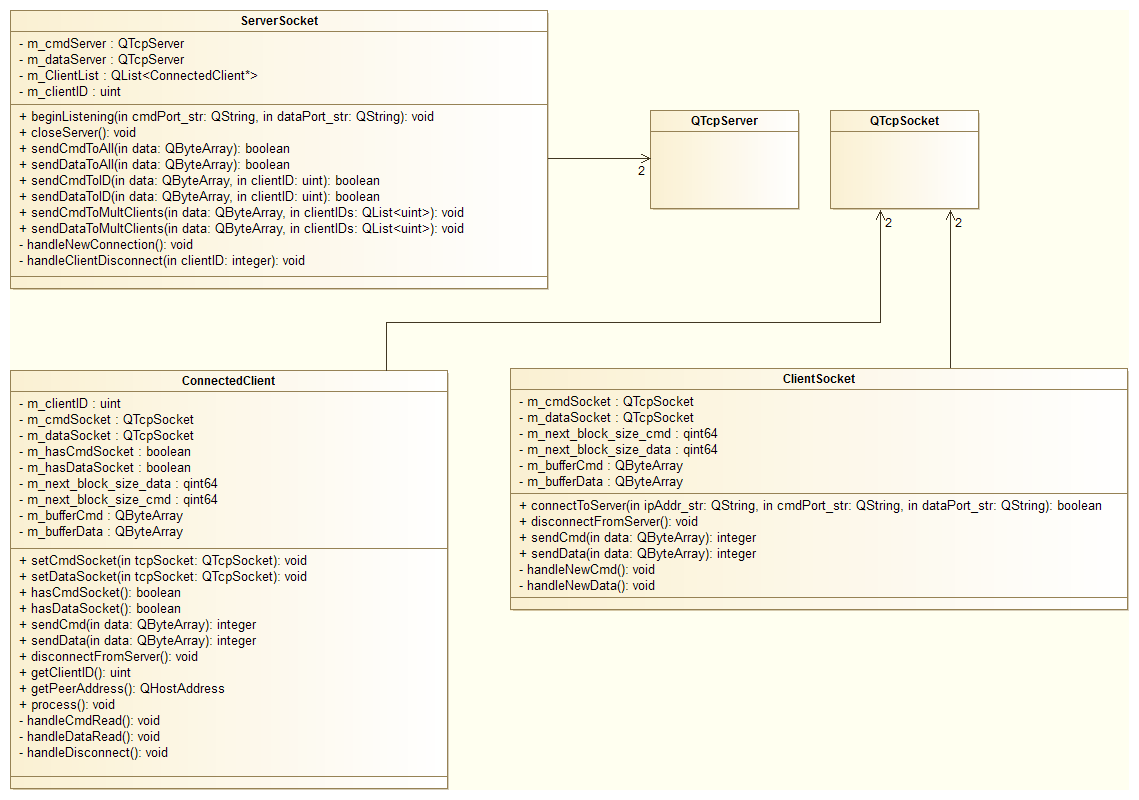 ServerSocket
- m_cmdServer : QTcpServer
- m_dataServer : QTcpServer
- m_ClientList : QList<ConnectedClient*>
- m_clientID : uint
+ beginListening(in cmdPort_str: QString, in dataPort_str: QString): void
+ closeServer(): void
+ sendCmdToAll(in data: QByteArray): boolean
+ sendDataToAll(in data: QByteArray): boolean
+ sendCmdToID(in data: QByteArray, in clientID: uint): boolean
+ sendDataToID(in data: QByteArray, in clientID: uint): boolean
+ sendCmdToMultClients(in data: QByteArray, in clientIDs: QList<uint>): void
+ sendDataToMultClients(in data: QByteArray, in clientIDs: QList<uint>): void
- handleNewConnection(): void
- handleClientDisconnect(in clientID: integer): void
2
QTcpServer
QTcpSocket
2
2
ConnectedClient
- m_clientID : uint
- m_cmdSocket : QTcpSocket
- m_dataSocket : QTcpSocket
- m_hasCmdSocket : boolean
- m_hasDataSocket : boolean
- m_next_block_size_data : qint64
- m_next_block_size_cmd : qint64
- m_bufferCmd : QByteArray
- m_bufferData : QByteArray
+ setCmdSocket(in tcpSocket: QTcpSocket): void
+ setDataSocket(in tcpSocket: QTcpSocket): void
+ hasCmdSocket(): boolean
+ hasDataSocket(): boolean
+ sendCmd(in data: QByteArray): integer
+ sendData(in data: QByteArray): integer
+ disconnectFromServer(): void
+ getClientID(): uint
+ getPeerAddress(): QHostAddress
+ process(): void
- handleCmdRead(): void
- handleDataRead(): void
- handleDisconnect(): void
ClientSocket
- m_cmdSocket : QTcpSocket
- m_dataSocket : QTcpSocket
- m_next_block_size_cmd : qint64
- m_next_block_size_data : qint64
- m_bufferCmd : QByteArray
- m_bufferData : QByteArray
+ connectToServer(in ipAddr_str: QString, in cmdPort_str: QString, in dataPort_str: QString): boolean
+ disconnectFromServer(): void
+ sendCmd(in data: QByteArray): integer
+ sendData(in data: QByteArray): integer
- handleNewCmd(): void
- handleNewData(): void